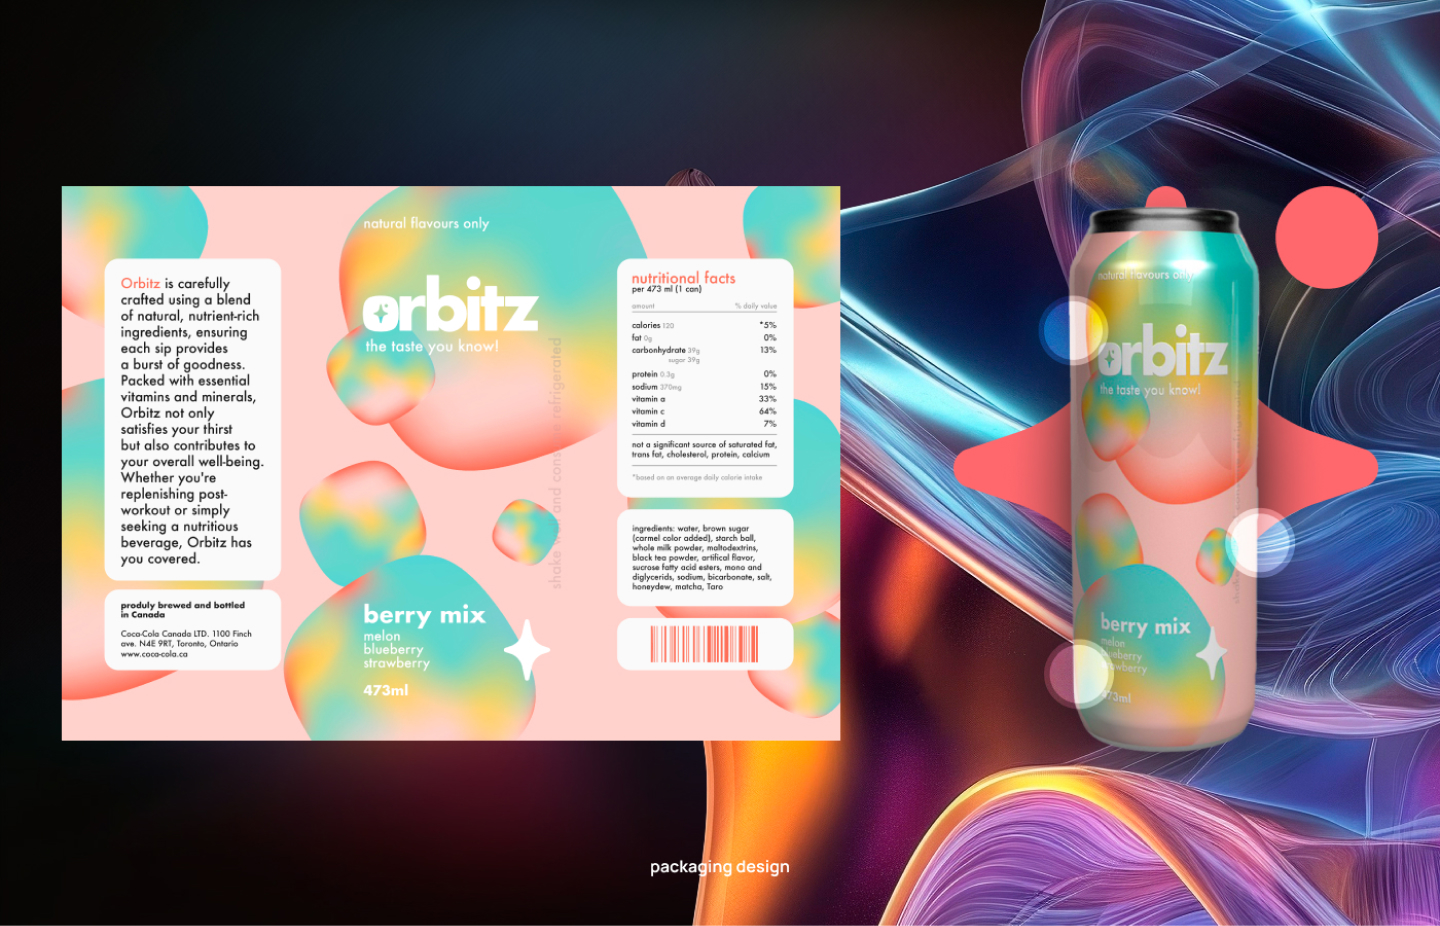 natural flavours only
orbitz
the taste you know!
shake well and consume refrigerated
Orbitz is carefully
crafted using a blend
of natural, nutrient-rich
ingredients, ensuring
each sip provides
a burst of goodness.
Packed with essential
vitamins and minerals,
Orbitz not only
satisfies your thirst
but also contributes to
your overall well-being.
Whether you're
replenishing post-
workout or simply
seeking a nutritious
beverage, Orbitz has
you covered.
produly brewed and bottled
in Canada
Coca-Cola Canada LTD. 1100 Finch
ave. N4E 9RT, Toronto, Ontario
www.coca-cola.ca
berry mix
melon
blueberry
strawberry
473ml
nutritional facts
per 473 ml (1 can)
amount % daily value
calories 120 *5%
fat 0g 0%
carbonhydrate 39g 13%
sugar 39g
protein 0.3g 0%
sodium 370mg 15%
vitamin a 33%
vitamin c 64%
vitamin d 7%
not a significant source of saturated fat,
trans fat, cholesterol, protein, calcium
*based on an average daily calorie intake
ingredients: water, brown sugar
(carmel color added), starch ball,
whole milk powder, maltodextrins,
black tea powder, artifical flavor,
sucrose fatty acid esters, mono and
diglycerids, sodium, bicarbonate, salt,
honeydew, matcha, Taro
natural flavours only
orbitz
the taste you know!
berry mix
melon
blueberry
strawberry
473ml
packaging design